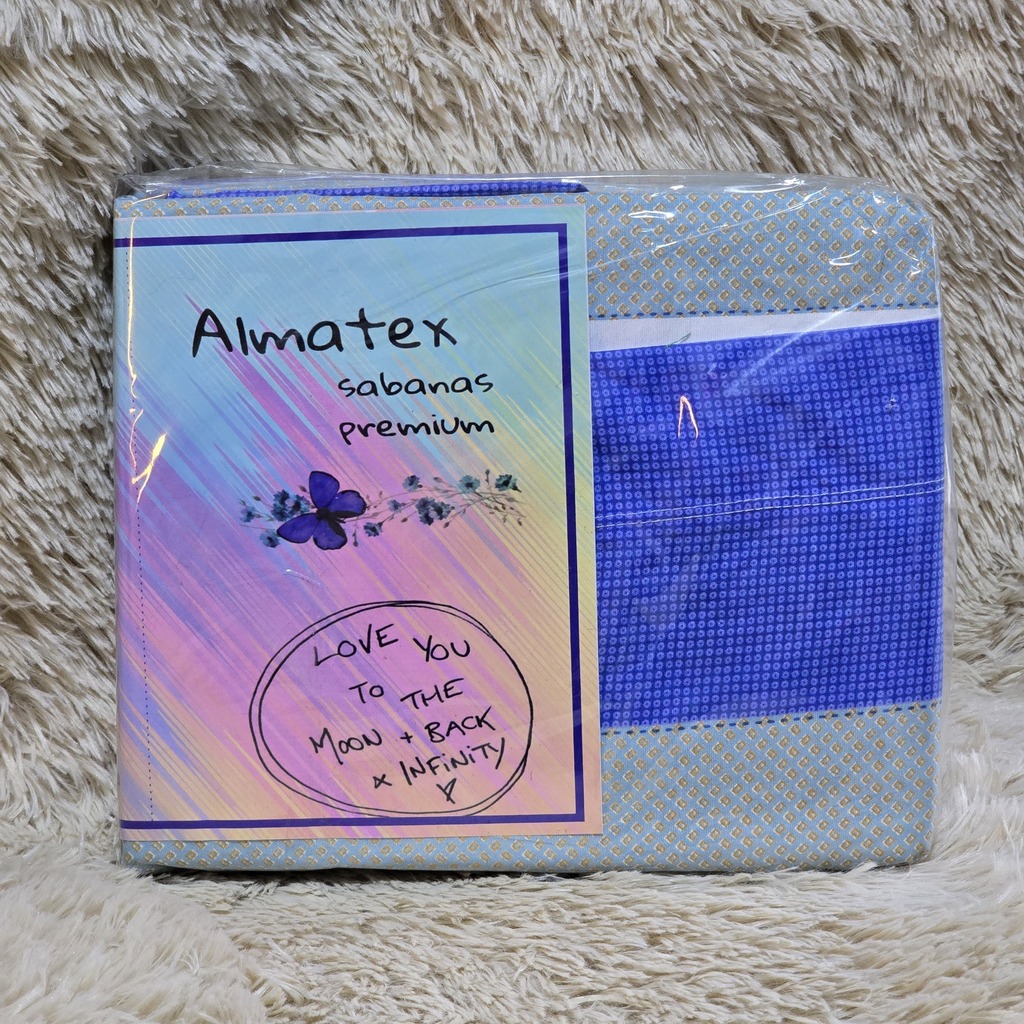 Almatex
sabanas
premium
LOVE YOU
TO THE
MOON + BACK
x INFINITY